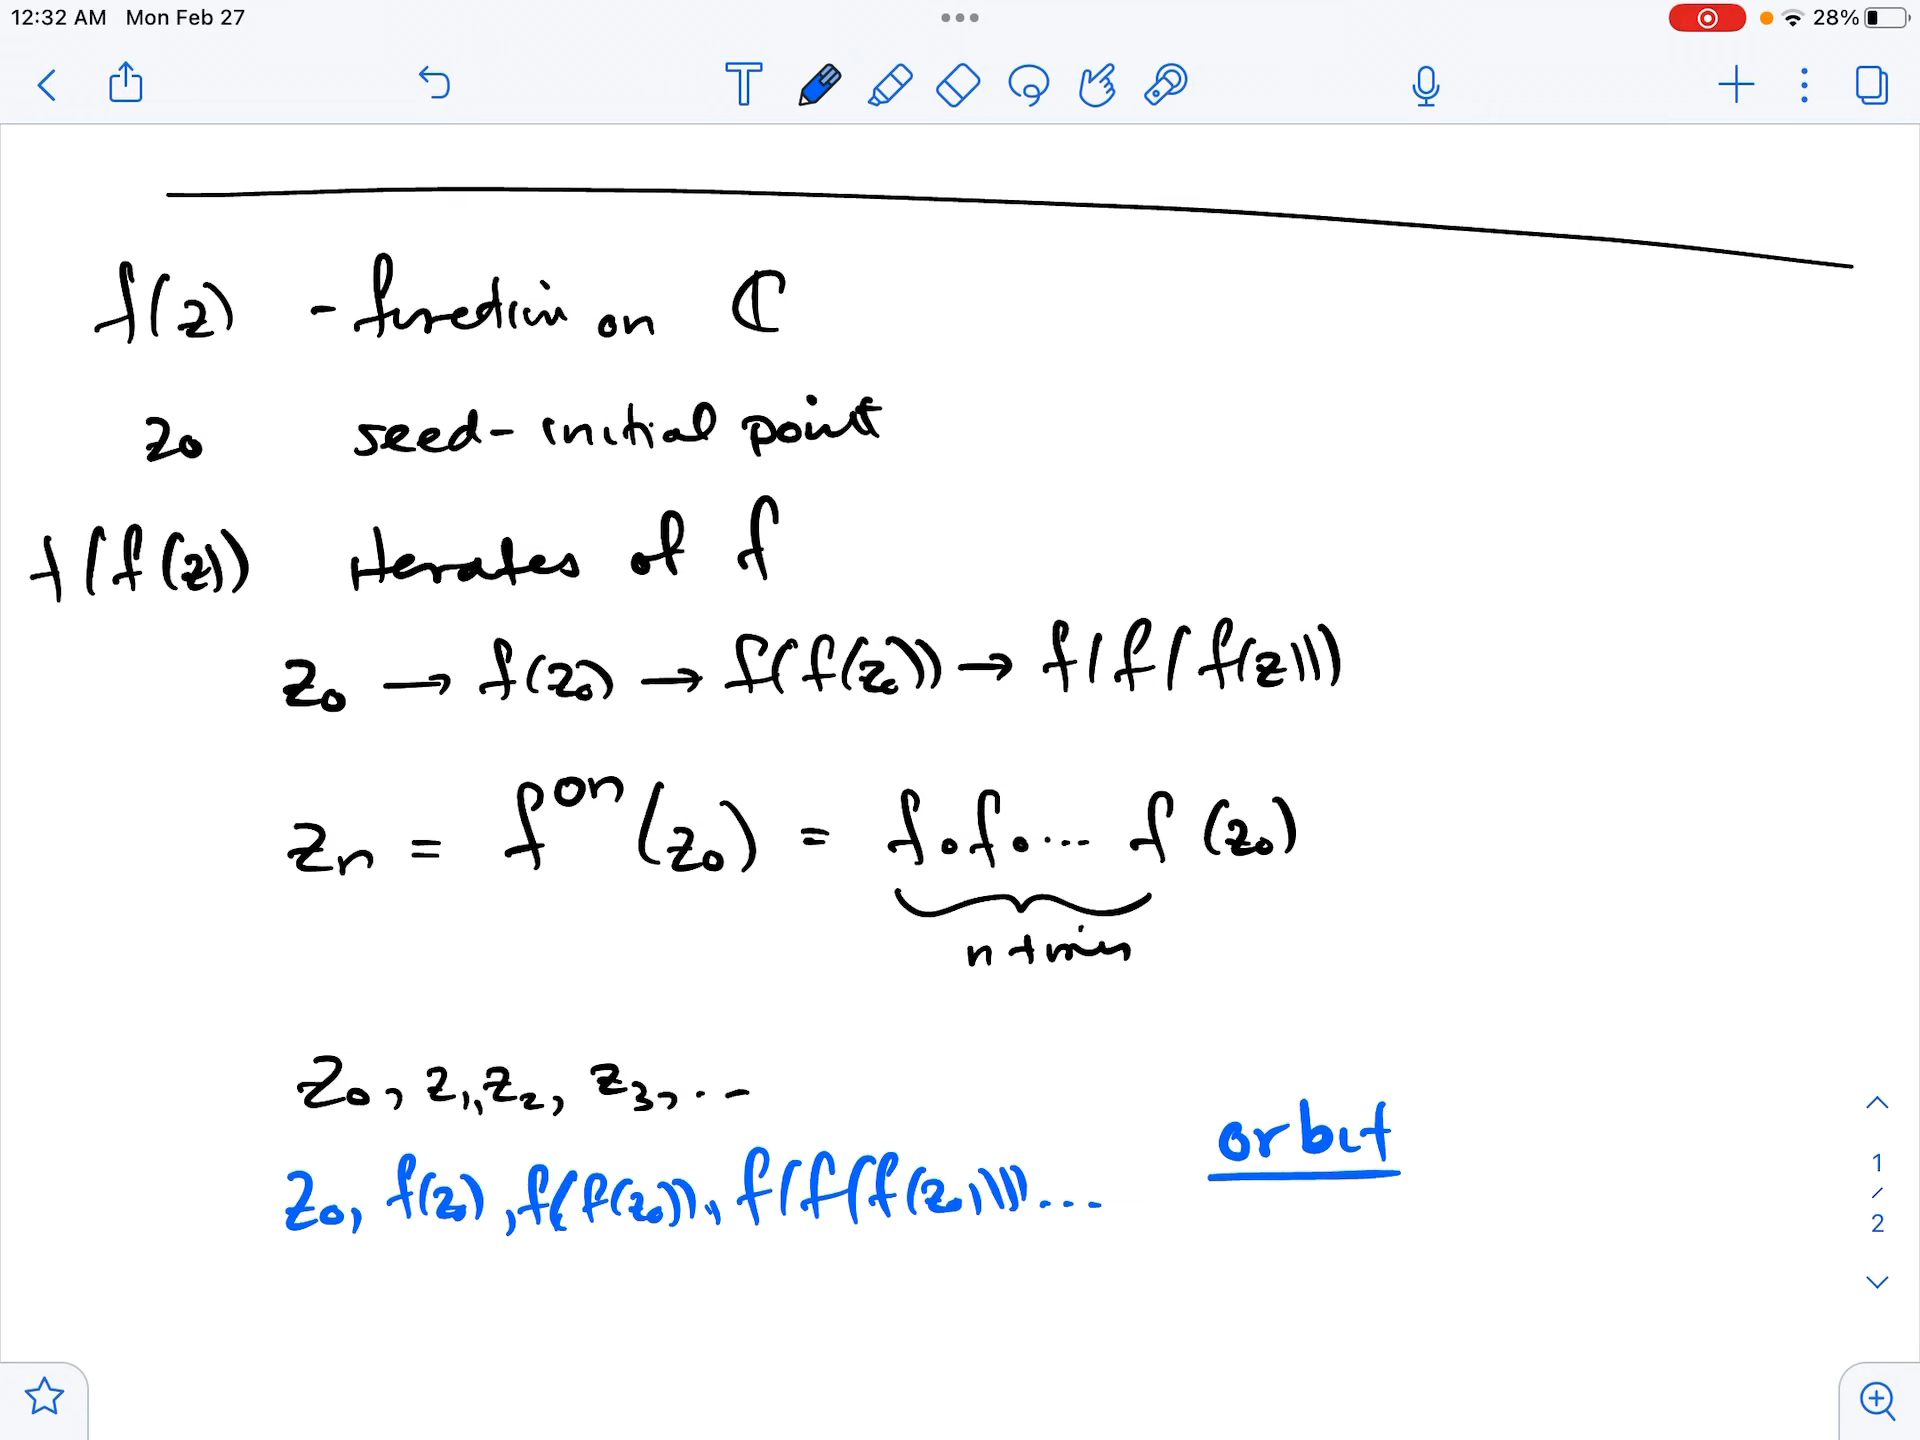 12:32 AM Mon Feb 27
28%
T
f(z) - function on ℂ
z₀ seed - initial point
f(f(z)) iterates of f
z₀ → f(z₀) → f(f(z₀)) → f(f(f(z)))
zₙ = f^∘n (z₀) = f∘f∘... f (z₀)
n times
z₀, z₁, z₂, z₃, ...
orbit
z₀, f(z₀), f(f(z₀)), f(f(f(z₀)))...
1
/
2